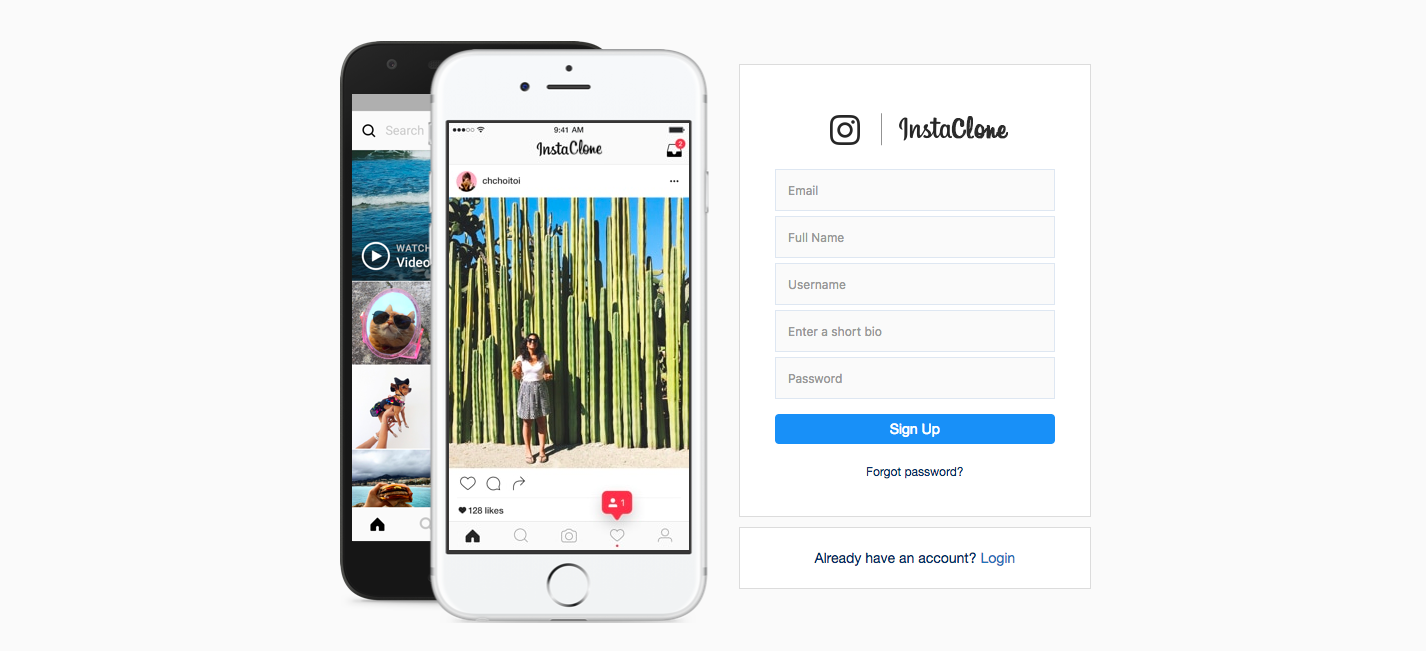 Search
WATCH
Video
9:41 AM
InstaClone
2
chchoitoi
128 likes
1
InstaClone
Email
Full Name
Username
Enter a short bio
Password
Sign Up
Forgot password?
Already have an account? Login